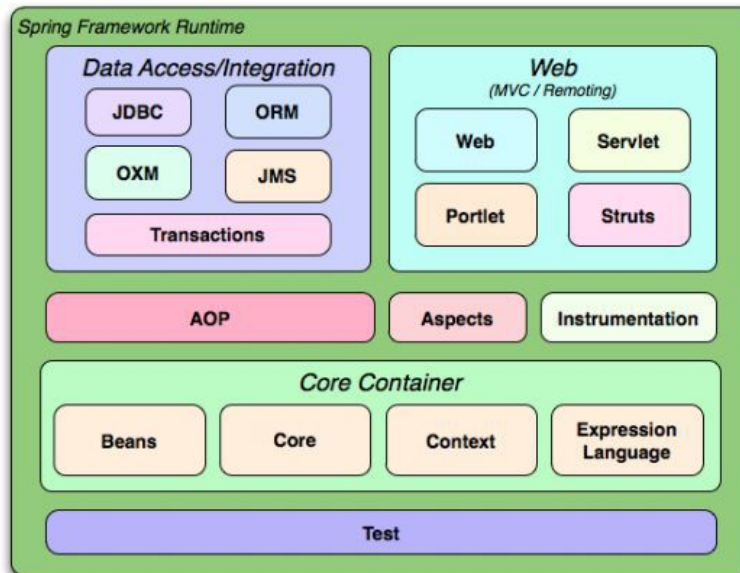 Spring Framework Runtime
Data Access/Integration
JDBC
ORM
OXM
JMS
Transactions
Web
(MVC / Remoting)
Web
Servlet
Portlet
Struts
AOP
Aspects
Instrumentation
Core Container
Beans
Core
Context
Expression
Language
Test